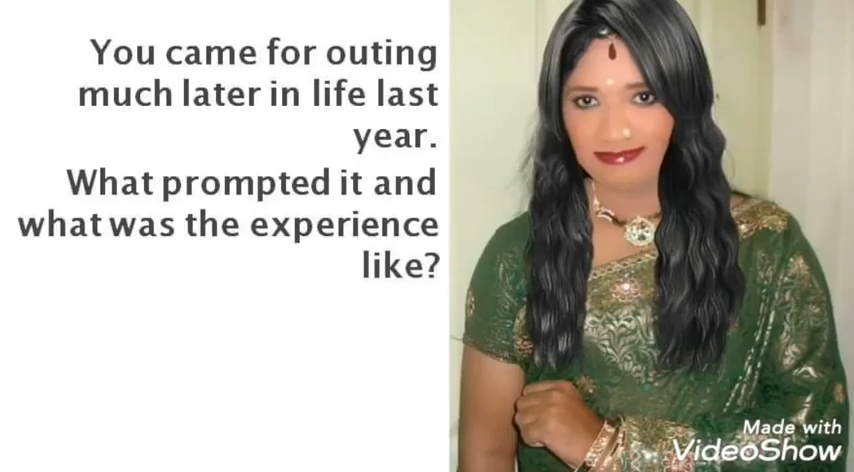 You came for outing
much later in life last
year.
What prompted it and
what was the experience
like?
Made with
VideoShow